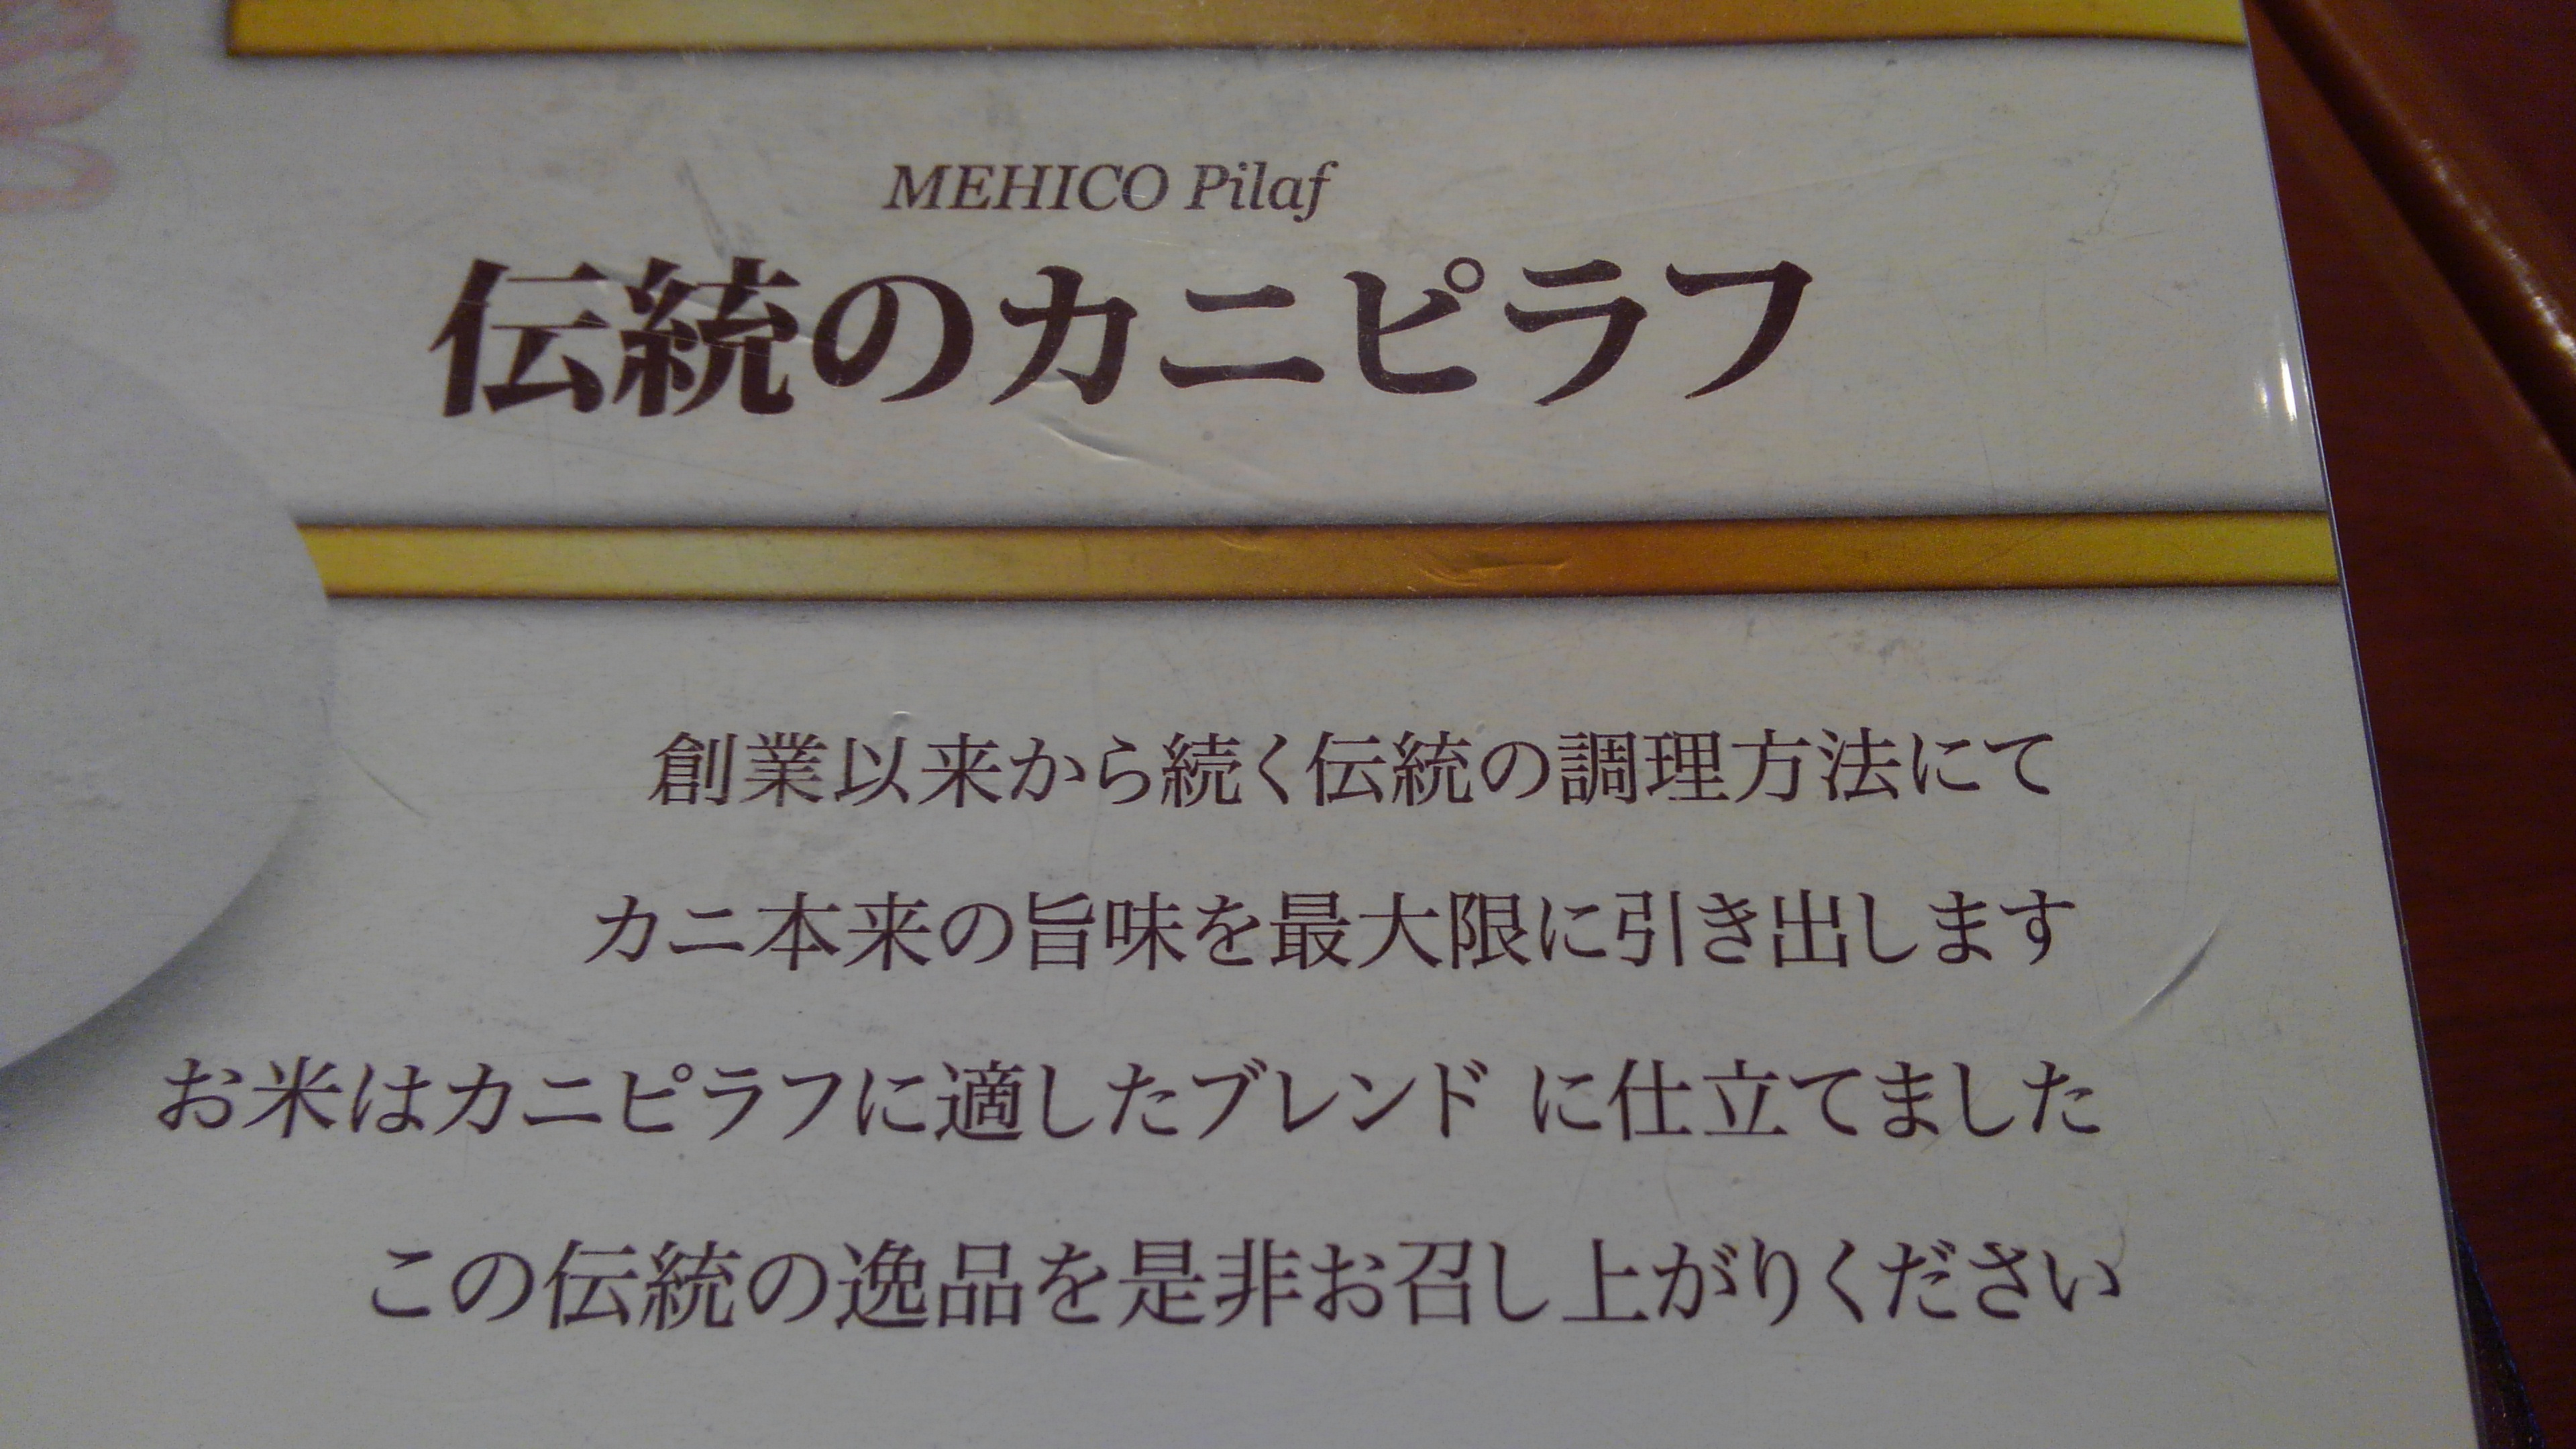 MEHICO Pilaf
伝統のカニピラフ
創業以来から続く伝統の調理方法にて
カニ本来の旨味を最大限に引き出します
お米はカニピラフに適したブレンド に仕立てました
この伝統の逸品を是非お召し上がりください